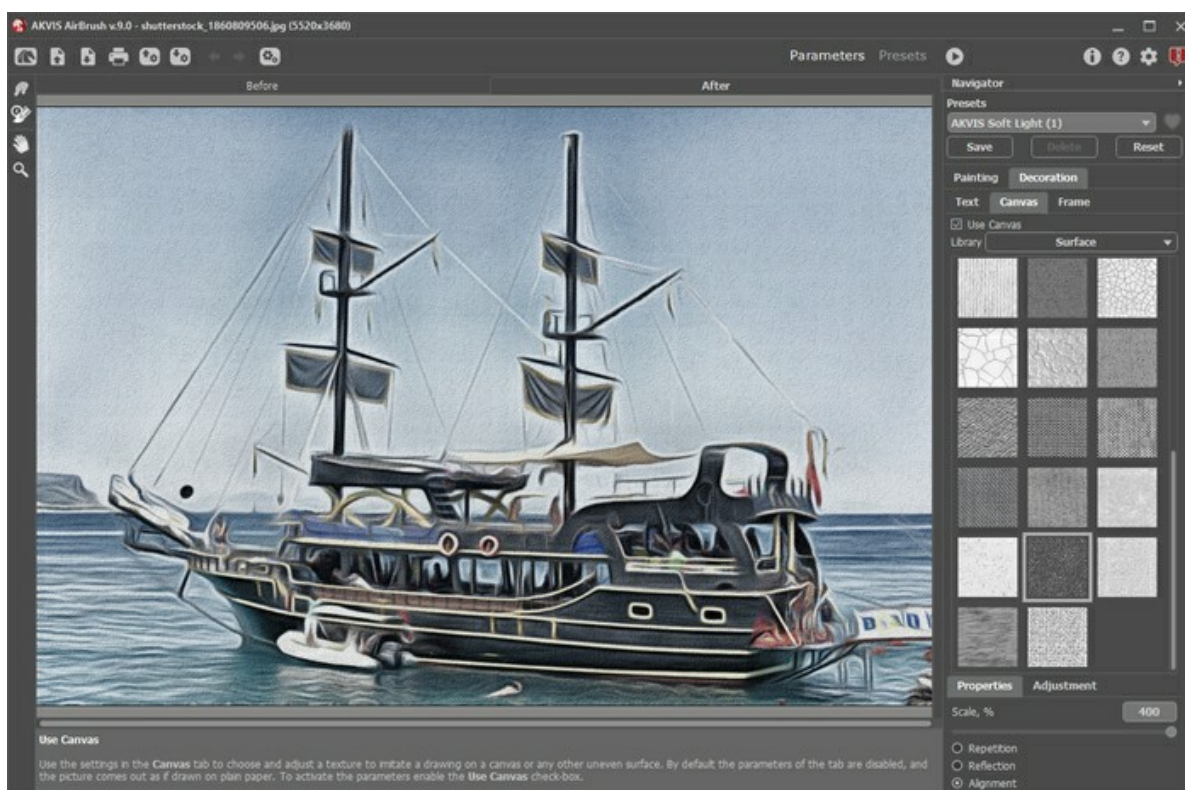 AKVIS AirBrush v.9.0 - shutterstock_1860809506.jpg (5520x3680)
Parameters Presets
Before After
Navigator
Presets
AKVIS Soft Light (1)
Save Delete Reset
Painting Decoration
Text Canvas Frame
Use Canvas
Library Surface
Properties Adjustment
Scale, % 400
Repetition
Reflection
Alignment
Use Canvas
Use the settings in the Canvas tab to choose and adjust a texture to imitate a drawing on a canvas or any other uneven surface. By default the parameters of the tab are disabled, and
the picture comes out as if drawn on plain paper. To activate the parameters enable the Use Canvas check-box.